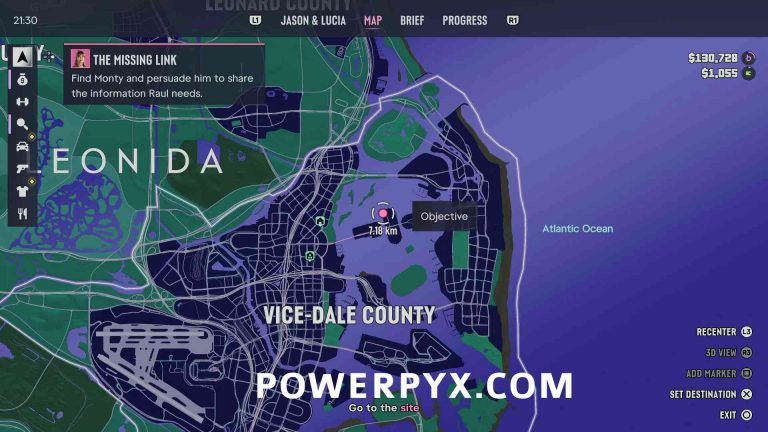 LEONARD COUNTY
21:30
L1 JASON & LUCIA MAP BRIEF PROGRESS R1
THE MISSING LINK
Find Monty and persuade him to share
the information Raul needs.
$130,728
$1,055
LEONIDA
Objective
7.18 km
Atlantic Ocean
VICE-DALE COUNTY
RECENTER L3
3D VIEW R3
ADD MARKER
SET DESTINATION
EXIT
POWERPYX.COM
Go to the site